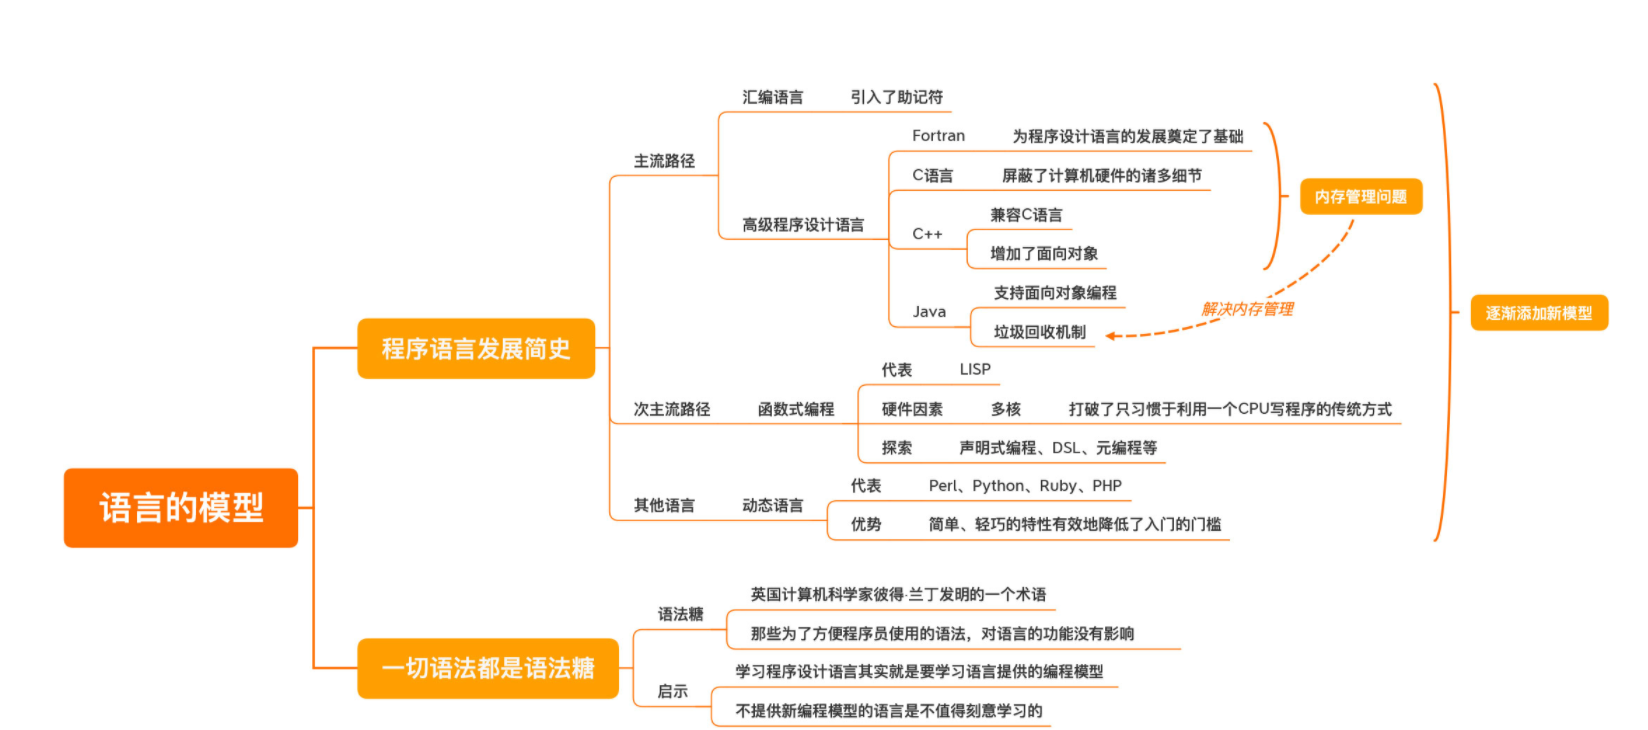 语言的模型
程序语言发展简史
主流路径
汇编语言
引入了助记符
高级程序设计语言
Fortran
为程序设计语言的发展奠定了基础
C语言
屏蔽了计算机硬件的诸多细节
C++
兼容C语言
增加了面向对象
Java
支持面向对象编程
垃圾回收机制
内存管理问题
解决内存管理
次主流路径
函数式编程
代表
LISP
硬件因素
多核
打破了只习惯于利用一个CPU写程序的传统方式
探索
声明式编程、DSL、元编程等
其他语言
动态语言
代表
Perl、Python、Ruby、PHP
优势
简单、轻巧的特性有效地降低了入门的门槛
逐渐添加新模型
一切语法都是语法糖
语法糖
英国计算机科学家彼得·兰丁发明的一个术语
那些为了方便程序员使用的语法，对语言的功能没有影响
启示
学习程序设计语言其实就是要学习语言提供的编程模型
不提供新编程模型的语言是不值得刻意学习的